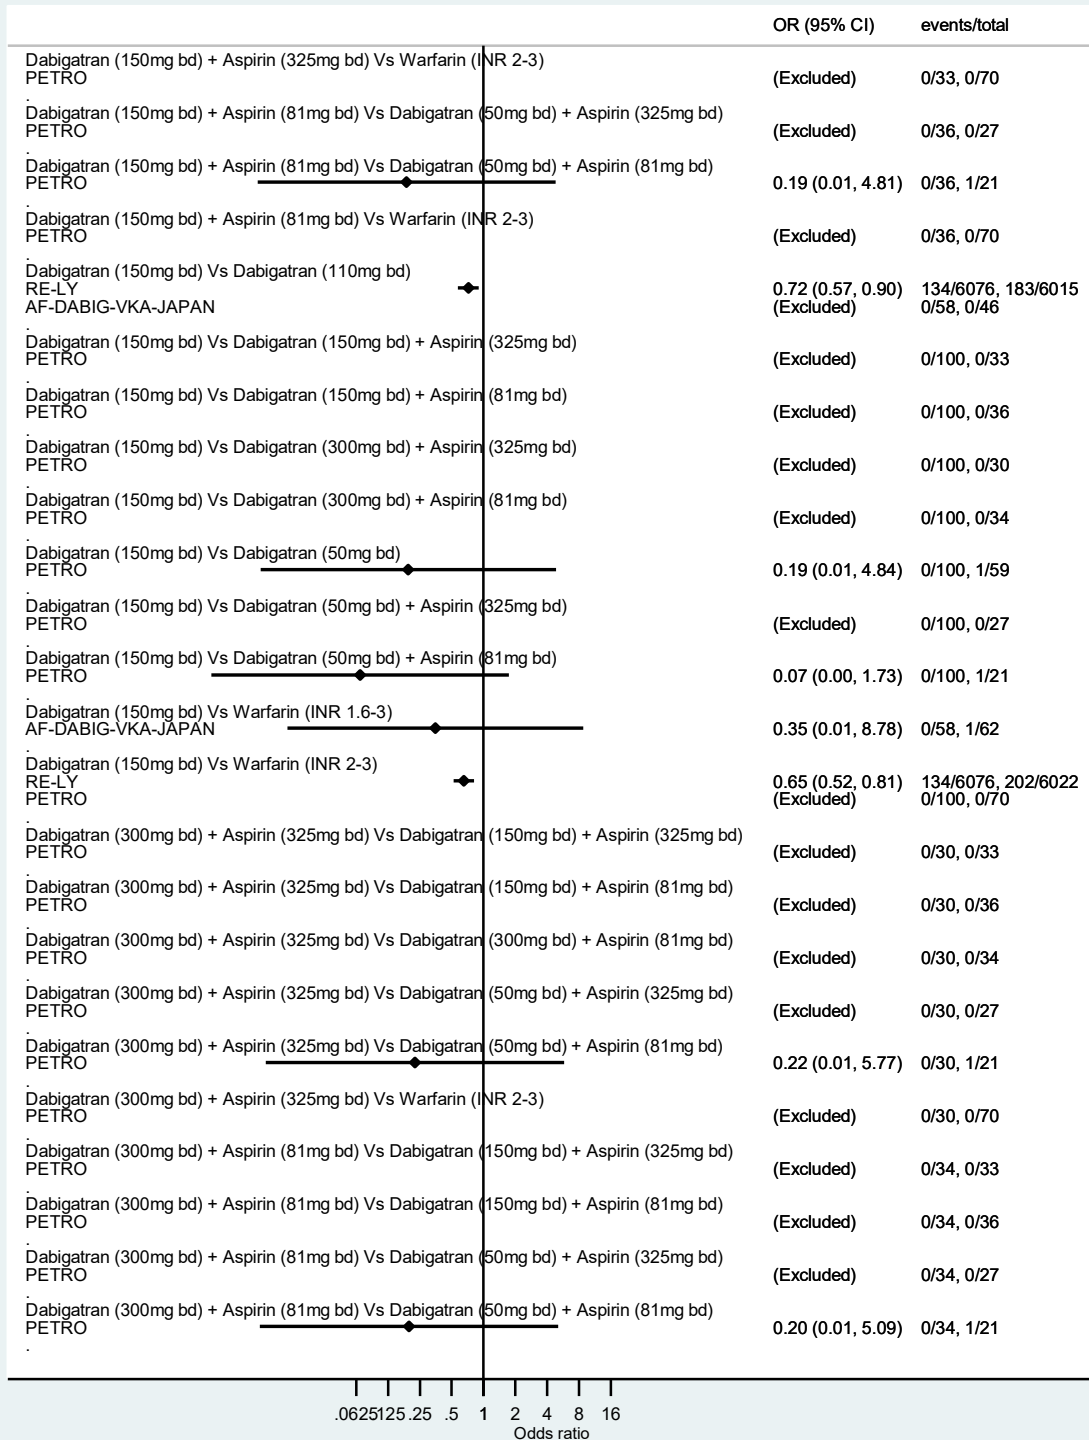 OR (95% CI) events/total
Dabigatran (150mg bd) + Aspirin (325mg bd) Vs Warfarin (INR 2-3)
PETRO (Excluded) 0/33, 0/70
.
Dabigatran (150mg bd) + Aspirin (81mg bd) Vs Dabigatran (50mg bd) + Aspirin (325mg bd)
PETRO (Excluded) 0/36, 0/27
.
Dabigatran (150mg bd) + Aspirin (81mg bd) Vs Dabigatran (50mg bd) + Aspirin (81mg bd)
PETRO 0.19 (0.01, 4.81) 0/36, 1/21
.
Dabigatran (150mg bd) + Aspirin (81mg bd) Vs Warfarin (INR 2-3)
PETRO (Excluded) 0/36, 0/70
.
Dabigatran (150mg bd) Vs Dabigatran (110mg bd)
RE-LY 0.72 (0.57, 0.90) 134/6076, 183/6015
AF-DABIG-VKA-JAPAN (Excluded) 0/58, 0/46
.
Dabigatran (150mg bd) Vs Dabigatran (150mg bd) + Aspirin (325mg bd)
PETRO (Excluded) 0/100, 0/33
.
Dabigatran (150mg bd) Vs Dabigatran (150mg bd) + Aspirin (81mg bd)
PETRO (Excluded) 0/100, 0/36
.
Dabigatran (150mg bd) Vs Dabigatran (300mg bd) + Aspirin (325mg bd)
PETRO (Excluded) 0/100, 0/30
.
Dabigatran (150mg bd) Vs Dabigatran (300mg bd) + Aspirin (81mg bd)
PETRO (Excluded) 0/100, 0/34
.
Dabigatran (150mg bd) Vs Dabigatran (50mg bd)
PETRO 0.19 (0.01, 4.84) 0/100, 1/59
.
Dabigatran (150mg bd) Vs Dabigatran (50mg bd) + Aspirin (325mg bd)
PETRO (Excluded) 0/100, 0/27
.
Dabigatran (150mg bd) Vs Dabigatran (50mg bd) + Aspirin (81mg bd)
PETRO 0.07 (0.00, 1.73) 0/100, 1/21
.
Dabigatran (150mg bd) Vs Warfarin (INR 1.6-3)
AF-DABIG-VKA-JAPAN 0.35 (0.01, 8.78) 0/58, 1/62
.
Dabigatran (150mg bd) Vs Warfarin (INR 2-3)
RE-LY 0.65 (0.52, 0.81) 134/6076, 202/6022
PETRO (Excluded) 0/100, 0/70
.
Dabigatran (300mg bd) + Aspirin (325mg bd) Vs Dabigatran (150mg bd) + Aspirin (325mg bd)
PETRO (Excluded) 0/30, 0/33
.
Dabigatran (300mg bd) + Aspirin (325mg bd) Vs Dabigatran (150mg bd) + Aspirin (81mg bd)
PETRO (Excluded) 0/30, 0/36
.
Dabigatran (300mg bd) + Aspirin (325mg bd) Vs Dabigatran (300mg bd) + Aspirin (81mg bd)
PETRO (Excluded) 0/30, 0/34
.
Dabigatran (300mg bd) + Aspirin (325mg bd) Vs Dabigatran (50mg bd) + Aspirin (325mg bd)
PETRO (Excluded) 0/30, 0/27
.
Dabigatran (300mg bd) + Aspirin (325mg bd) Vs Dabigatran (50mg bd) + Aspirin (81mg bd)
PETRO 0.22 (0.01, 5.77) 0/30, 1/21
.
Dabigatran (300mg bd) + Aspirin (325mg bd) Vs Warfarin (INR 2-3)
PETRO (Excluded) 0/30, 0/70
.
Dabigatran (300mg bd) + Aspirin (81mg bd) Vs Dabigatran (150mg bd) + Aspirin (325mg bd)
PETRO (Excluded) 0/34, 0/33
.
Dabigatran (300mg bd) + Aspirin (81mg bd) Vs Dabigatran (150mg bd) + Aspirin (81mg bd)
PETRO (Excluded) 0/34, 0/36
.
Dabigatran (300mg bd) + Aspirin (81mg bd) Vs Dabigatran (50mg bd) + Aspirin (325mg bd)
PETRO (Excluded) 0/34, 0/27
.
Dabigatran (300mg bd) + Aspirin (81mg bd) Vs Dabigatran (50mg bd) + Aspirin (81mg bd)
PETRO 0.20 (0.01, 5.09) 0/34, 1/21
.
.0625 .125 .25 .5 1 2 4 8 16
Odds ratio